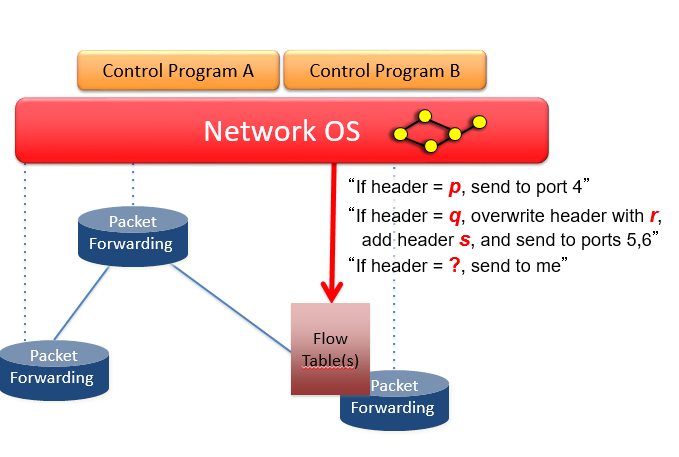 Control Program A
Control Program B
Network OS
“If header = p, send to port 4”
“If header = q, overwrite header with r,
add header s, and send to ports 5,6”
“If header = ?, send to me”
Packet
Forwarding
Flow
Table(s)
Packet
Forwarding
Packet
Forwarding